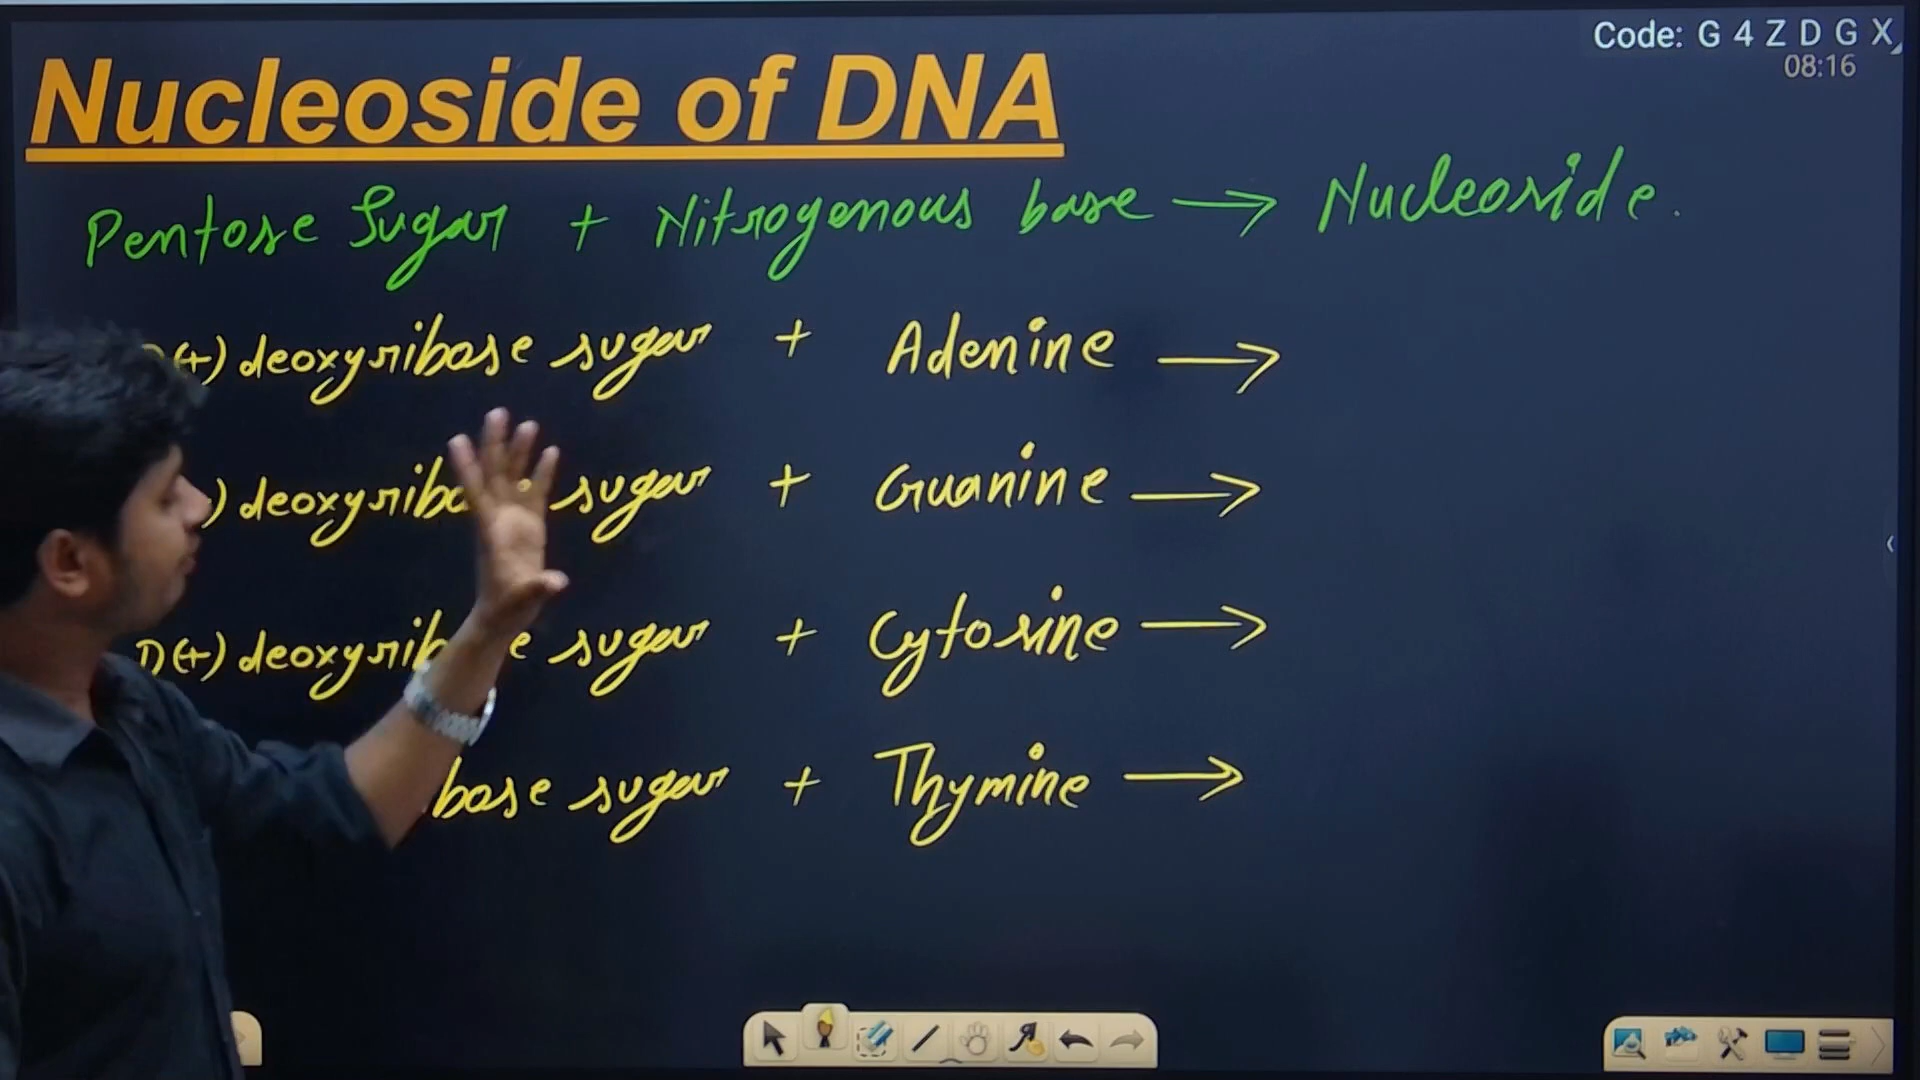 Code: G 4 Z D G X
08:16
Nucleoside of DNA
Pentose Sugar + Nitrogenous base → Nucleoside.
(+) deoxyribose sugar + Adenine →
) deoxyribo sugar + Guanine →
D(+) deoxyrib e sugar + Cytosine →
bose sugar + Thymine →